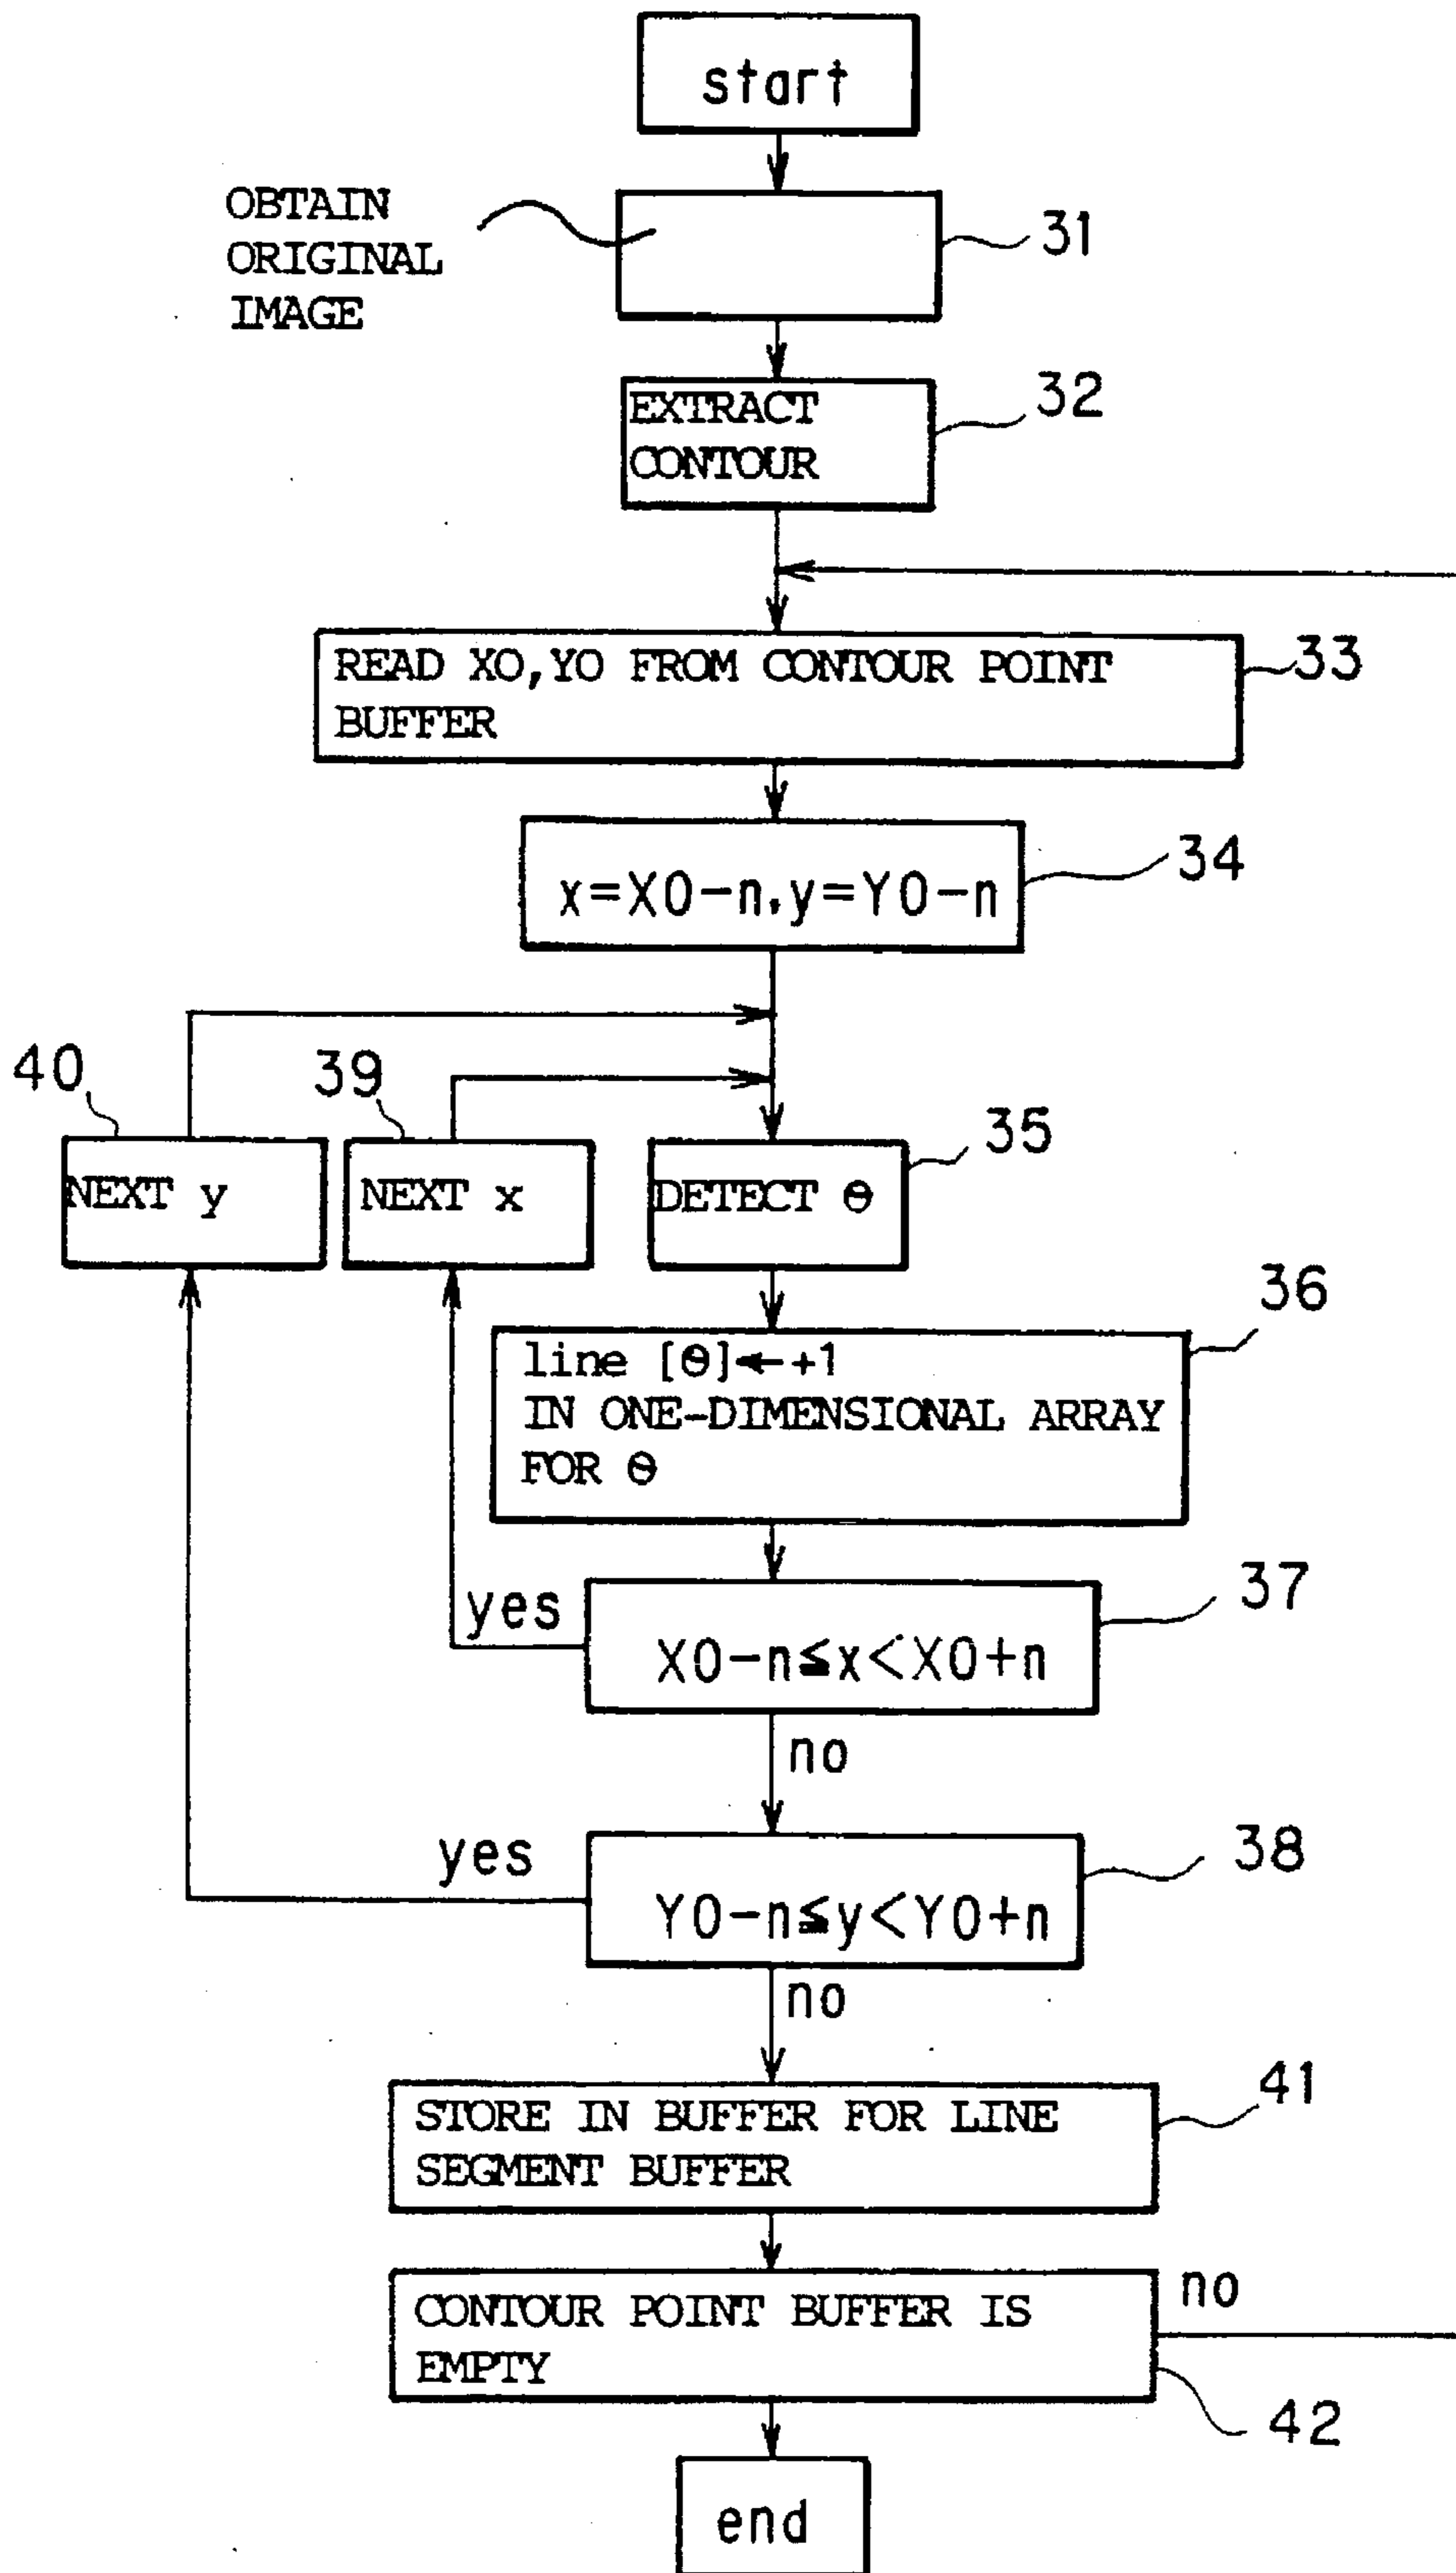 start
OBTAIN
ORIGINAL
IMAGE
31
EXTRACT
CONTOUR
32
READ X0,Y0 FROM CONTOUR POINT
BUFFER
33
x=X0-n,y=Y0-n
34
40
39
35
NEXT y
NEXT x
DETECT Θ
36
line [Θ]←+1
IN ONE-DIMENSIONAL ARRAY
FOR Θ
37
yes
X0-n≦x<X0+n
no
38
yes
Y0-n≦y<Y0+n
no
41
STORE IN BUFFER FOR LINE
SEGMENT BUFFER
no
CONTOUR POINT BUFFER IS
EMPTY
42
end